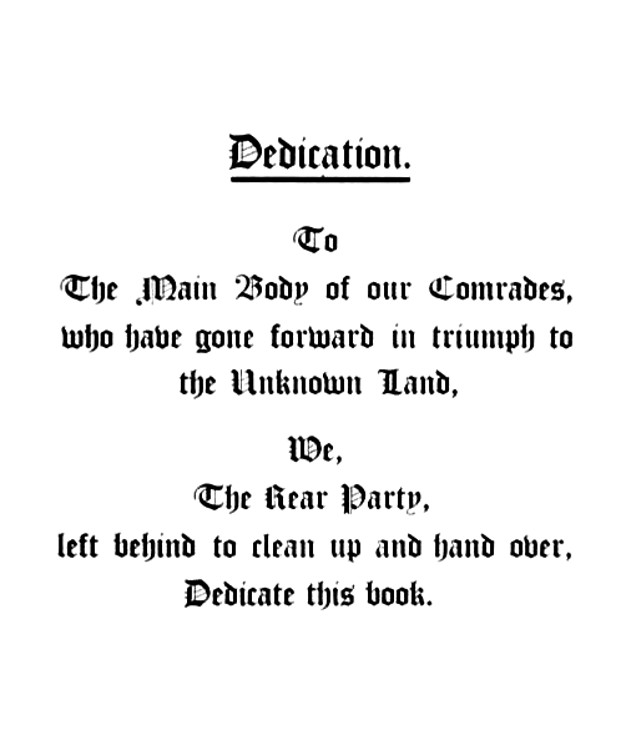 Dedication.
To
The Main Body of our Comrades,
who have gone forward in triumph to
the Unknown Land,
We,
The Rear Party,
left behind to clean up and hand over,
Dedicate this book.